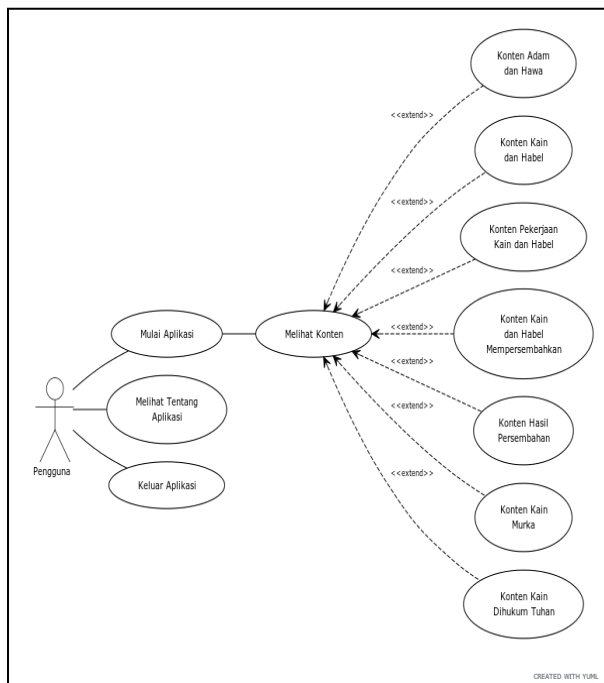 Konten Adam
dan Hawa
<<extend>>
Konten Kain
dan Habel
<<extend>>
Konten Pekerjaan
Kain dan Habel
<<extend>>
Mulai Aplikasi
Melihat Konten
<<extend>>
Konten Kain
dan Habel
Mempersembahkan
<<extend>>
Melihat Tentang
Aplikasi
Konten Hasil
Persembahan
<<extend>>
Pengguna
Keluar Aplikasi
<<extend>>
Konten Kain
Murka
Konten Kain
Dihukum Tuhan
CREATED WITH YUML